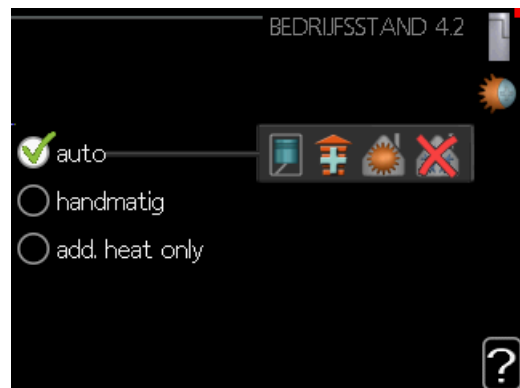 BEDRIJFSSTAND 4.2
auto
handmatig
add. heat only
?